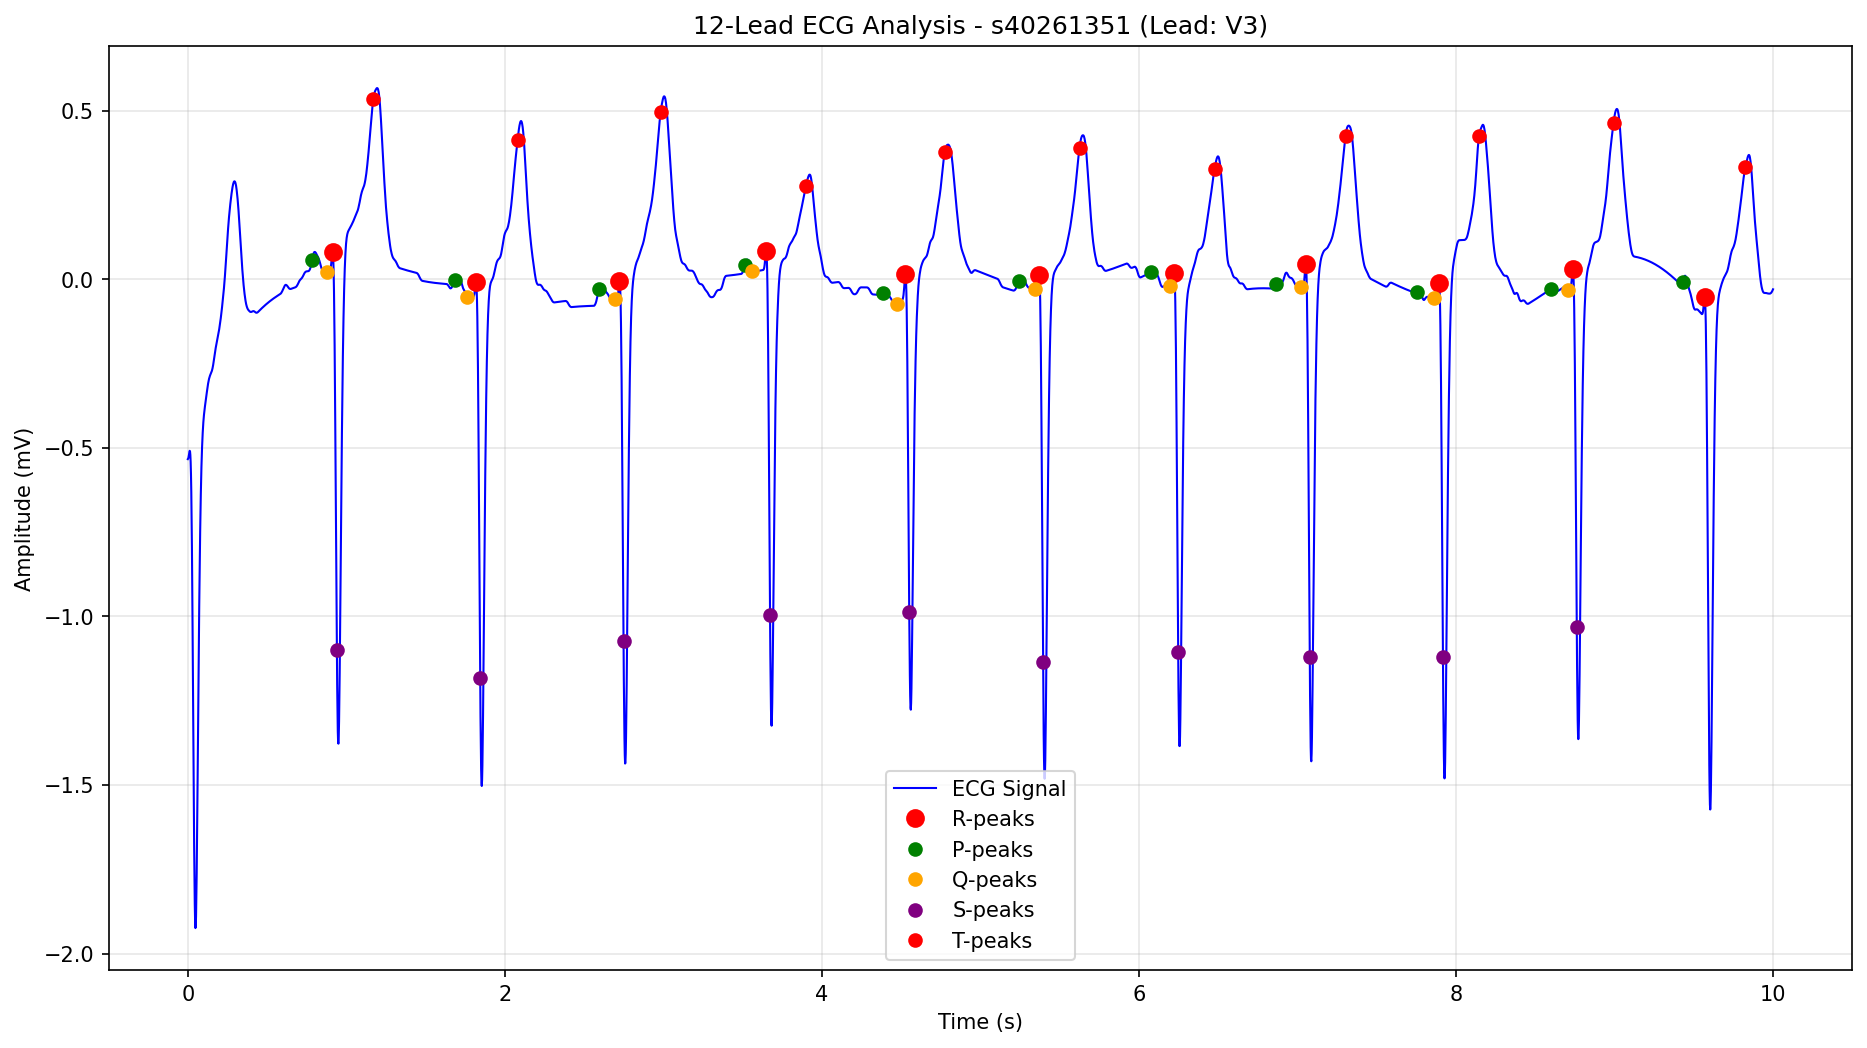 12-Lead ECG Analysis - s40261351 (Lead: V3)
Amplitude (mV)
0.5
0.0
−0.5
−1.0
−1.5
−2.0
0 2 4 6 8 10
Time (s)
ECG Signal
R-peaks
P-peaks
Q-peaks
S-peaks
T-peaks